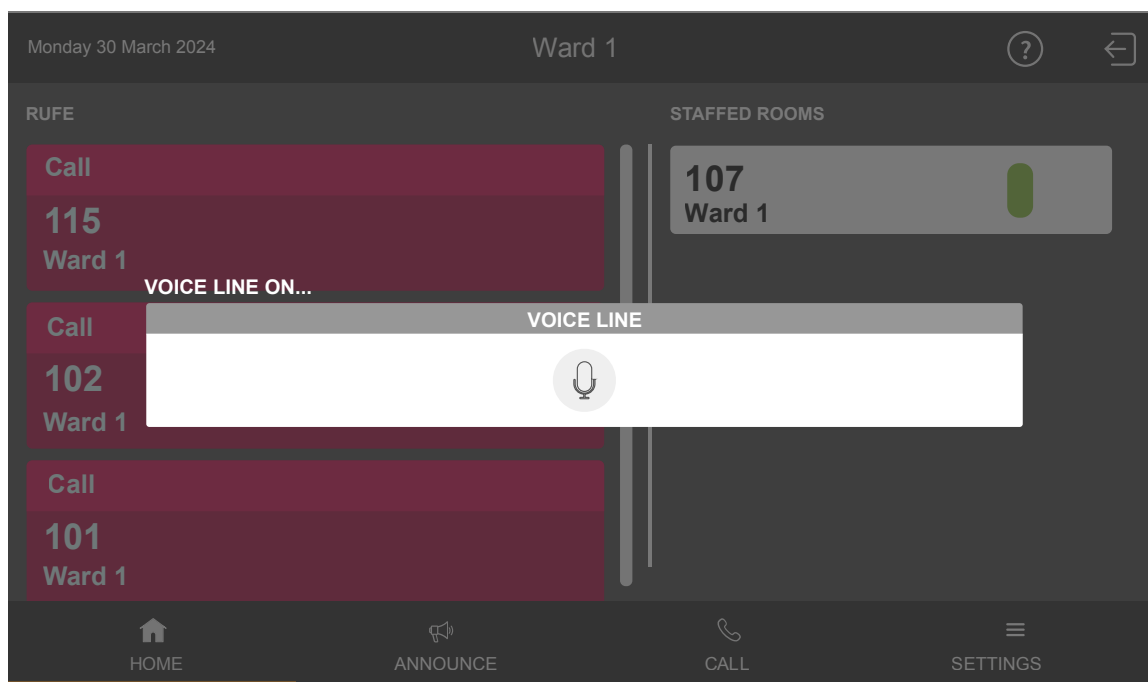 Monday 30 March 2024
Ward 1
?
RUFE
STAFFED ROOMS
Call
115
Ward 1
107
Ward 1
VOICE LINE ON...
VOICE LINE
Call
102
Ward 1
Call
101
Ward 1
HOME
ANNOUNCE
CALL
SETTINGS